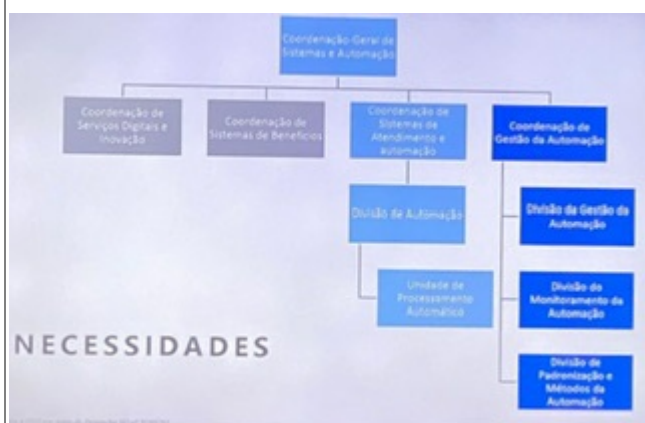 Coordenação-Geral de
Sistemas e Automação
Coordenação de
Serviços Digitais e
Inovação
Coordenação de
Sistemas de Benefícios
Coordenação de
Sistemas de
Atendimento e
automação
Coordenação de
Gestão da Automação
Divisão de Automação
Unidade de
Processamento
Automático
Divisão da Gestão da
Automação
Divisão do
Monitoramento da
Automação
Divisão de
Padronização e
Métodos da
Automação
NECESSIDADES